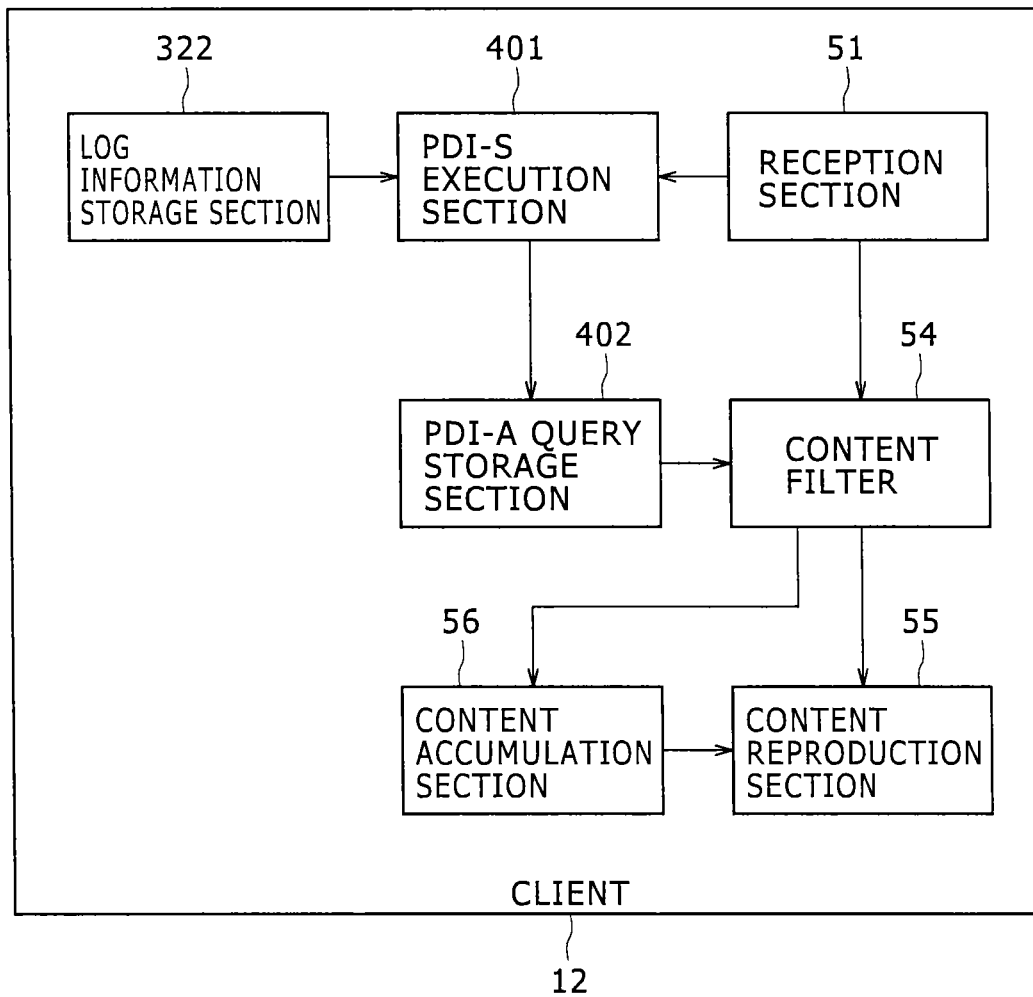 322
401
51
LOG
INFORMATION
STORAGE SECTION
PDI-S
EXECUTION
SECTION
RECEPTION
SECTION
402
54
PDI-A QUERY
STORAGE
SECTION
CONTENT
FILTER
56
55
CONTENT
ACCUMULATION
SECTION
CONTENT
REPRODUCTION
SECTION
CLIENT
12